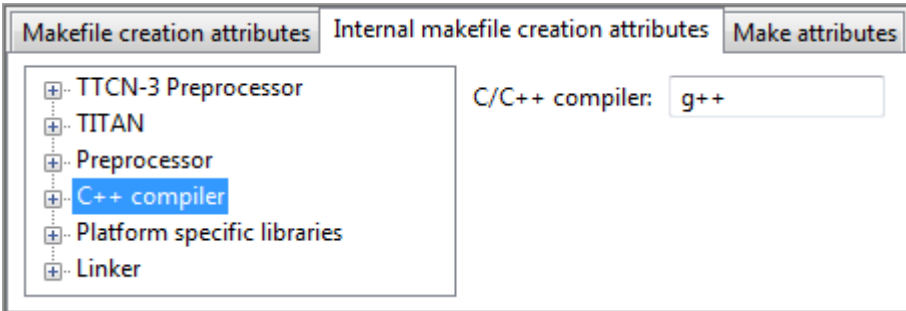 Makefile creation attributes Internal makefile creation attributes Make attributes
TTCN-3 Preprocessor
TITAN
Preprocessor
C++ compiler
Platform specific libraries
Linker
C/C++ compiler: g++